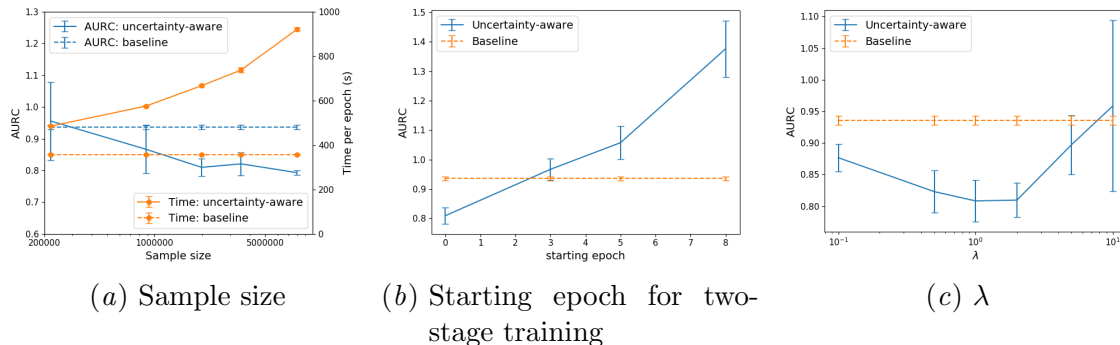 AURC: uncertainty-aware
AURC: baseline
Time: uncertainty-aware
Time: baseline
1.3
1.2
1.1
1.0
0.9
0.8
0.7
0.6
AURC
1000
800
600
400
200
0
Time per epoch (s)
200000
1000000
5000000
Sample size
(a) Sample size
Uncertainty-aware
Baseline
1.5
1.4
1.3
1.2
1.1
1.0
0.9
0.8
AURC
0 1 2 3 4 5 6 7 8
starting epoch
(b) Starting epoch for two-
stage training
Uncertainty-aware
Baseline
1.10
1.05
1.00
0.95
0.90
0.85
0.80
AURC
10⁻¹
10⁰
10¹
λ
(c) λ